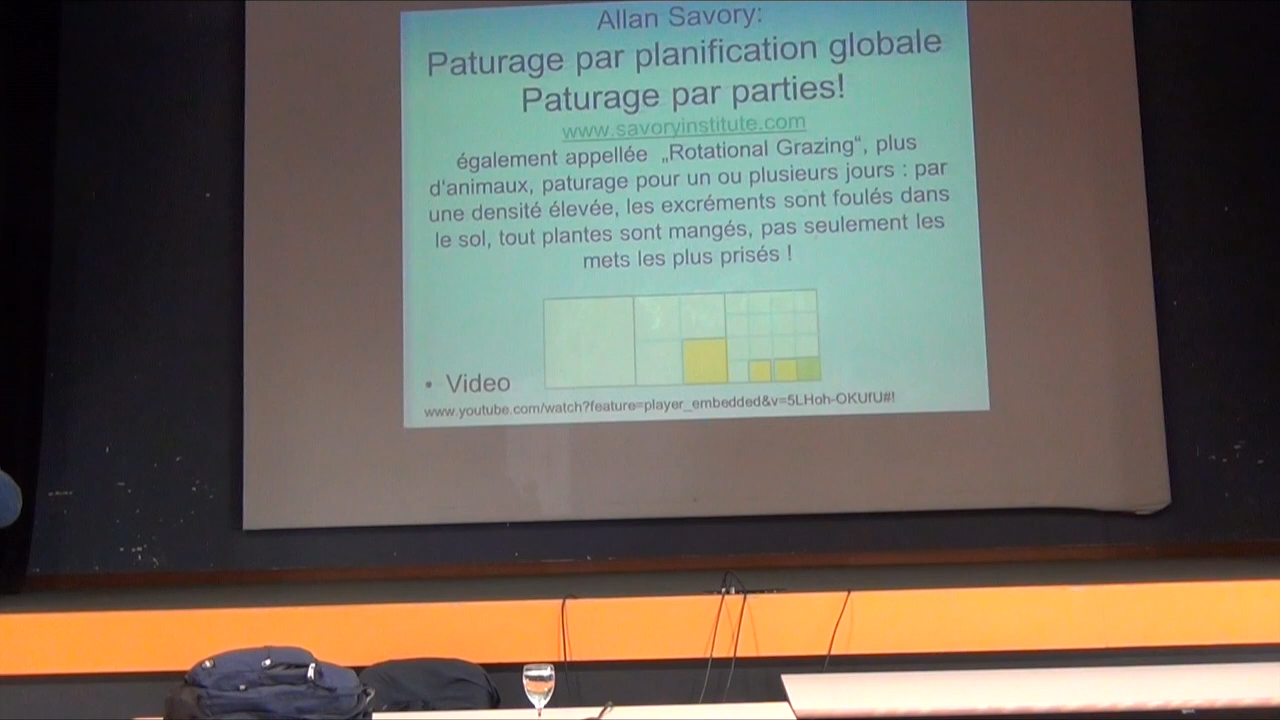 Allan Savory:
Paturage par planification globale
Paturage par parties!
www.savoryinstitute.com
également appellée „Rotational Grazing“, plus
d'animaux, paturage pour un ou plusieurs jours : par
une densité élevée, les excréments sont foulés dans
le sol, tout plantes sont mangés, pas seulement les
mets les plus prisés !
• Video
www.youtube.com/watch?feature=player_embedded&v=5LHoh-OKUfU#!